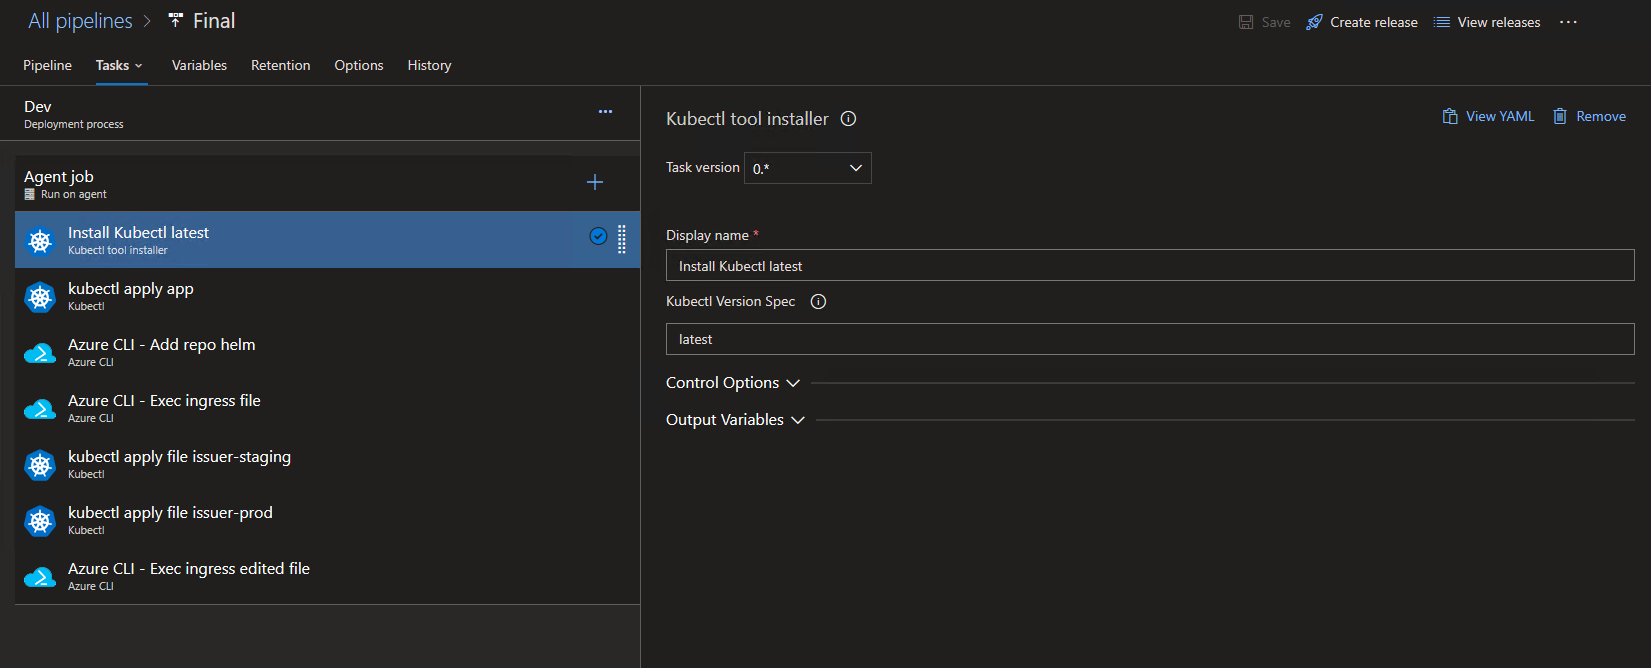 All pipelines > Final
Save Create release View releases ...
Pipeline Tasks Variables Retention Options History
Dev
Deployment process
...
Agent job
Run on agent
Install Kubectl latest
Kubectl tool installer
kubectl apply app
Kubectl
Azure CLI - Add repo helm
Azure CLI
Azure CLI - Exec ingress file
Azure CLI
kubectl apply file issuer-staging
Kubectl
kubectl apply file issuer-prod
Kubectl
Azure CLI - Exec ingress edited file
Azure CLI
Kubectl tool installer
View YAML Remove
Task version 0.*
Display name *
Install Kubectl latest
Kubectl Version Spec
latest
Control Options
Output Variables